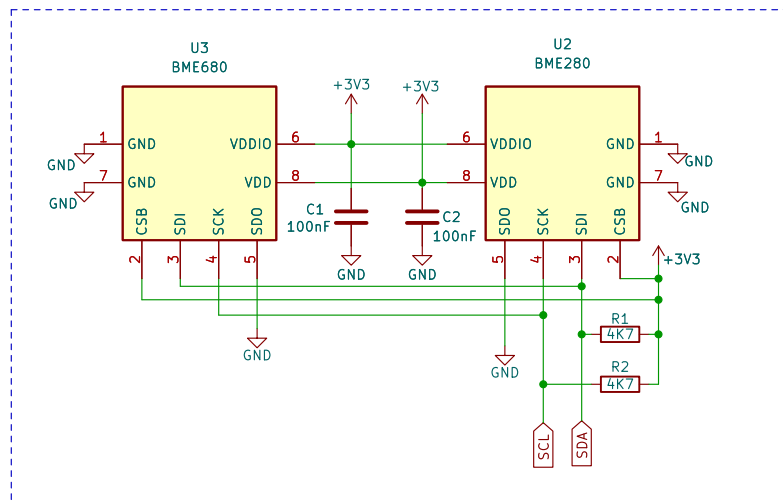 U3
BME680
U2
BME280
+3V3
+3V3
1 GND
VDDIO 6
6 VDDIO
GND 1
GND
GND
7 GND
VDD 8
8 VDD
GND 7
GND
GND
CSB SDI SCK SDO
SDO SCK SDI CSB
C1
100nF
C2
100nF
2 3 4 5
5 4 3 2
GND
GND
+3V3
R1
4K7
GND
GND
R2
4K7
SCL
SDA